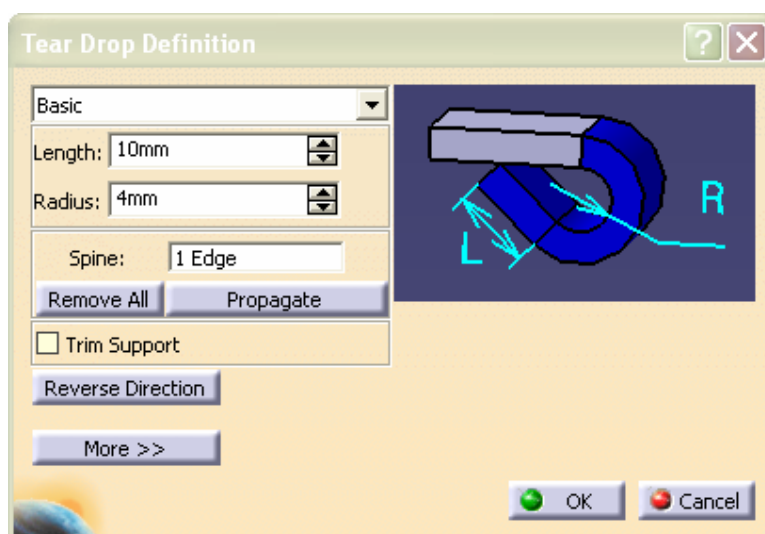 Tear Drop Definition
Basic
Length: 10mm
Radius: 4mm
Spine: 1 Edge
Remove All Propagate
Trim Support
Reverse Direction
More >>
R
L
OK Cancel